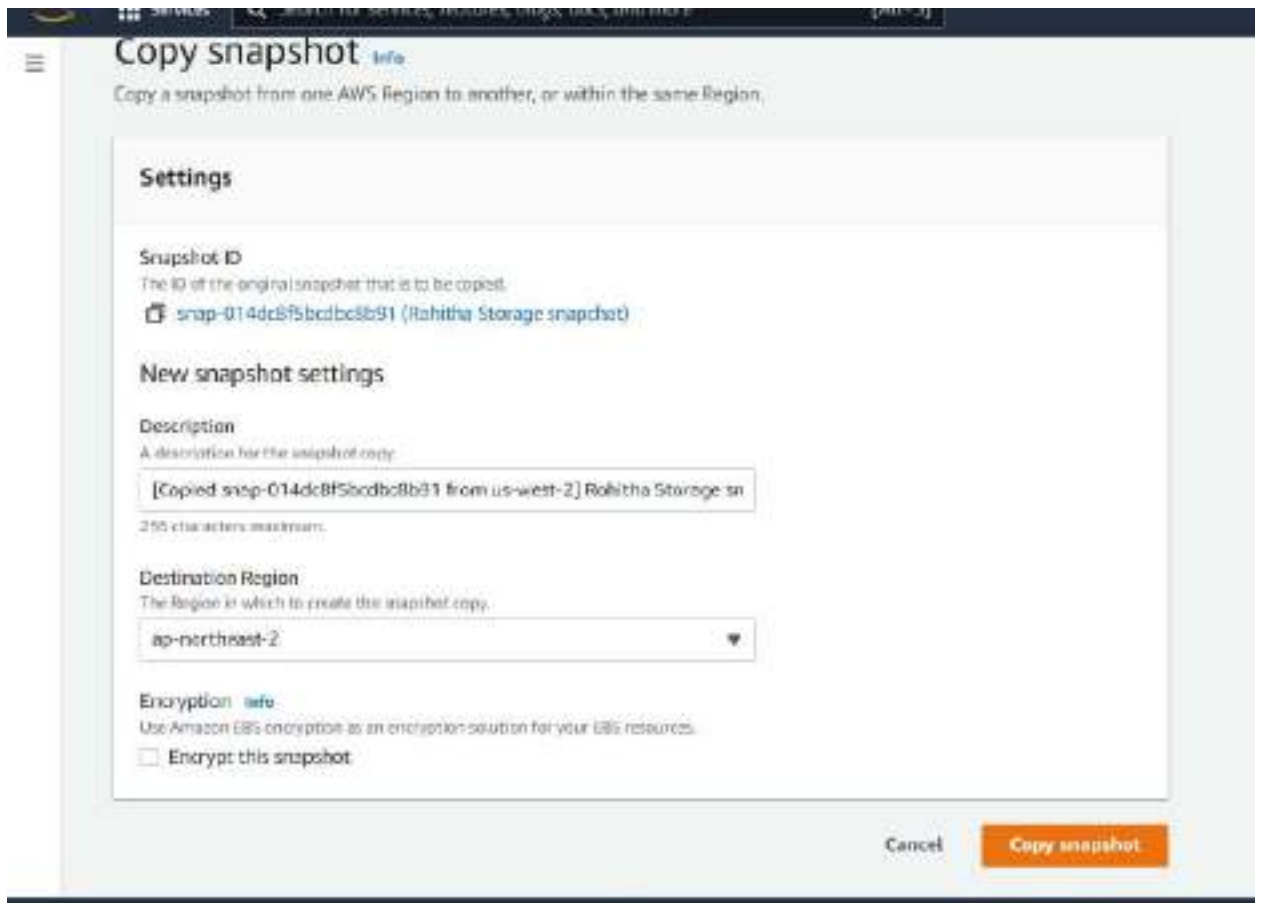 Services
Copy snapshot Info
Copy a snapshot from one AWS Region to another, or within the same Region.
Settings
Snapshot ID
The ID of the original snapshot that is to be copied.
snap-014dc8f5bcdbc8b91 (Rohitha Storage snapchat)
New snapshot settings
Description
A description for the snapshot copy.
[Copied snap-014dc8f5bcdbc8b91 from us-west-2] Rohitha Storage sn
255 characters maximum.
Destination Region
The Region in which to create the snapshot copy.
ap-northeast-2
Encryption Info
Use Amazon EBS encryption as an encryption solution for your EBS resources.
Encrypt this snapshot
Cancel
Copy snapshot